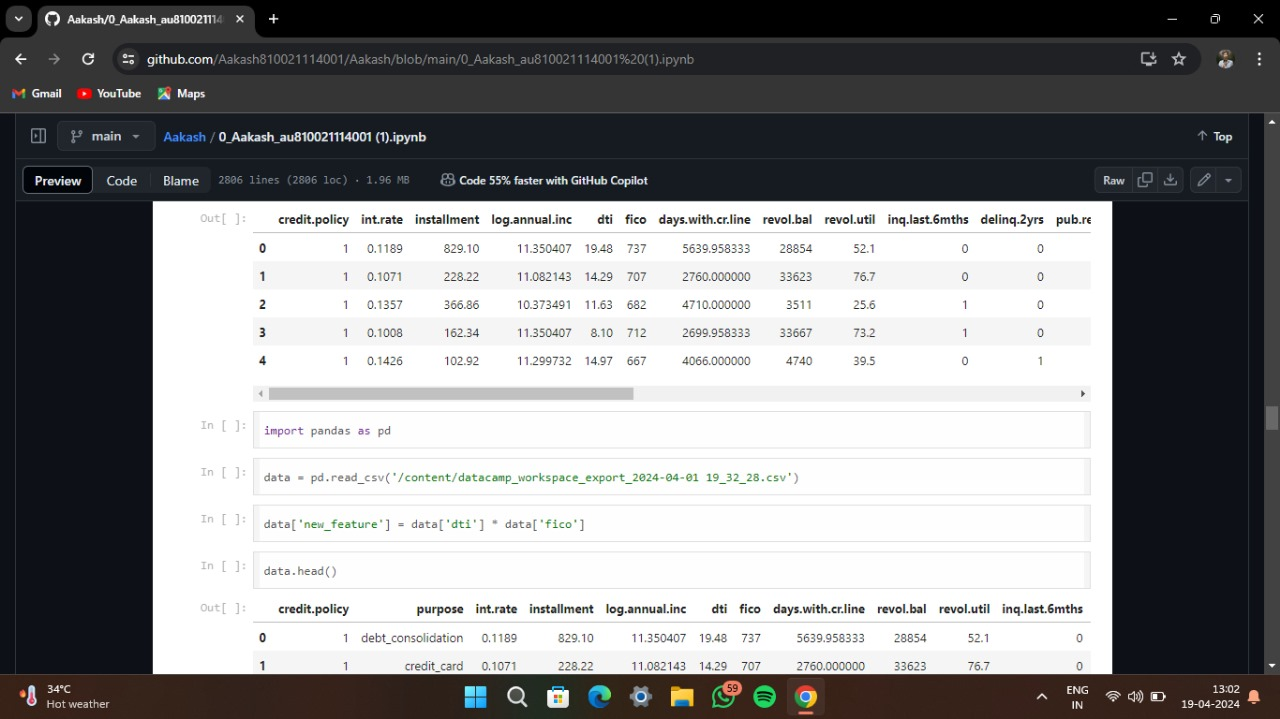 Aakash/0_Aakash_au8100211140
github.com/Aakash810021114001/Aakash/blob/main/0_Aakash_au810021114001%20(1).ipynb
Gmail YouTube Maps
main Aakash / 0_Aakash_au810021114001 (1).ipynb Top
Preview Code Blame 2806 lines (2806 loc) · 1.96 MB Code 55% faster with GitHub Copilot Raw
Out[ ]: credit.policy int.rate installment log.annual.inc dti fico days.with.cr.line revol.bal revol.util inq.last.6mths delinq.2yrs pub.re
0 1 0.1189 829.10 11.350407 19.48 737 5639.958333 28854 52.1 0 0
1 1 0.1071 228.22 11.082143 14.29 707 2760.000000 33623 76.7 0 0
2 1 0.1357 366.86 10.373491 11.63 682 4710.000000 3511 25.6 1 0
3 1 0.1008 162.34 11.350407 8.10 712 2699.958333 33667 73.2 1 0
4 1 0.1426 102.92 11.299732 14.97 667 4066.000000 4740 39.5 0 1
In [ ]: import pandas as pd
In [ ]: data = pd.read_csv('/content/datacamp_workspace_export_2024-04-01 19_32_28.csv')
In [ ]: data['new_feature'] = data['dti'] * data['fico']
In [ ]: data.head()
Out[ ]: credit.policy purpose int.rate installment log.annual.inc dti fico days.with.cr.line revol.bal revol.util inq.last.6mths
0 1 debt_consolidation 0.1189 829.10 11.350407 19.48 737 5639.958333 28854 52.1 0
1 1 credit_card 0.1071 228.22 11.082143 14.29 707 2760.000000 33623 76.7 0
34°C
Hot weather
59
ENG
IN
13:02
19-04-2024